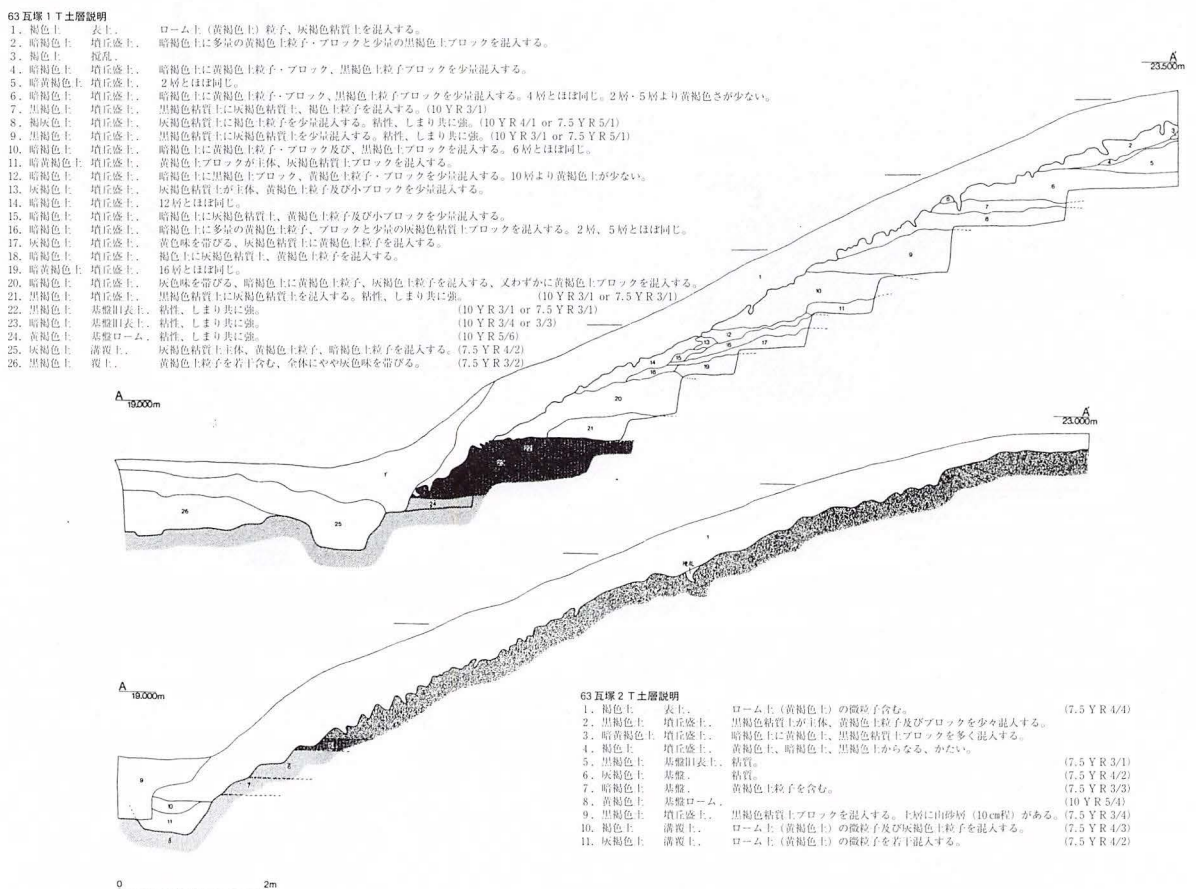 63瓦塚1T土層説明
1. 褐色土 表土. ローム土(黄褐色土)粒子、灰褐色粘質土を混入する。
2. 暗褐色土 墳丘盛土. 暗褐色土に多量の黄褐色土粒子・ブロックと少量の黒褐色土ブロックを混入する。
3. 褐色土 撹乱.
4. 暗褐色土 墳丘盛土. 暗褐色土に黄褐色土粒子・ブロック、黒褐色土粒子ブロックを少量混入する。
5. 暗黄褐色土 墳丘盛土. 2層とほぼ同じ。
6. 暗褐色土 墳丘盛土. 暗褐色土に黄褐色土粒子・ブロック、黒褐色土粒子ブロックを少量混入する。4層とほぼ同じ。2層・5層より黄褐色さが少ない。
7. 黒褐色土 墳丘盛土. 黒褐色粘質土に灰褐色粘質土、褐色土粒子を混入する。(10YR3/1)
8. 褐灰色土 墳丘盛土. 灰褐色粘質土に褐色土粒子を少量混入する。粘性、しまり共に強。(10YR4/1 or 7.5YR5/1)
9. 黒褐色土 墳丘盛土. 黒褐色粘質土に灰褐色粘質土を少量混入する。粘性、しまり共に強。(10YR3/1 or 7.5YR5/1)
10. 暗褐色土 墳丘盛土. 暗褐色土に黄褐色土粒子・ブロック及び、黒褐色土ブロックを混入する。6層とほぼ同じ。
11. 暗黄褐色土 墳丘盛土. 黄褐色土ブロックが主体、灰褐色粘質土ブロックを混入する。
12. 暗褐色土 墳丘盛土. 暗褐色土に黒褐色土ブロック、黄褐色土粒子・ブロックを少量混入する。10層より黄褐色土が少ない。
13. 灰褐色土 墳丘盛土. 灰褐色粘質土が主体、黄褐色土粒子及び小ブロックを少量混入する。
14. 暗褐色土 墳丘盛土. 12層とほぼ同じ。
15. 暗褐色土 墳丘盛土. 暗褐色土に灰褐色粘質土、黄褐色土粒子及び小ブロックを少量混入する。
16. 暗褐色土 墳丘盛土. 暗褐色土に多量の黄褐色土粒子、ブロックと少量の灰褐色粘質土ブロックを混入する。2層、5層とほぼ同じ。
17. 灰褐色土 墳丘盛土. 黄色味を帯びる、灰褐色粘質土に黄褐色土粒子を混入する。
18. 暗褐色土 墳丘盛土. 褐色土に灰褐色粘質土、黄褐色土粒子を混入する。
19. 暗黄褐色土 墳丘盛土. 16層とほぼ同じ。
20. 暗褐色土 墳丘盛土. 灰色味を帯びる、暗褐色土に黄褐色土粒子、灰褐色土粒子を混入する、又わずかに黄褐色土ブロックを混入する。
21. 黒褐色土 墳丘盛土. 黒褐色粘質土に灰褐色粘質土を混入する。粘性、しまり共に強。 (10YR3/1 or 7.5YR3/1)
22. 黒褐色土 基盤旧表土. 粘性、しまり共に強。 (10YR3/1 or 7.5YR3/1)
23. 暗褐色土 基盤旧表土. 粘性、しまり共に強。 (10YR3/4 or 3/3)
24. 黄褐色土 基盤ローム. 粘性、しまり共に強。 (10YR5/6)
25. 灰褐色土 溝覆土. 灰褐色粘質土主体、黄褐色土粒子、暗褐色土粒子を混入する。(7.5YR4/2)
26. 黒褐色土 覆土. 黄褐色土粒子を若干含む、全体にやや灰色味を帯びる。 (7.5YR3/2)
A'
23.500m
3
2
4
5
6
6
7
8
9
1
10
11
12
13
16
17
14
15
18
19
20
21
24
1'
25
26
A
19.000m
A'
23.000m
1
A
19.000m
9
10
11
8
7
8
63瓦塚2T土層説明
1. 褐色土 表土. ローム土(黄褐色土)の微粒子含む。 (7.5YR4/4)
2. 黒褐色土 墳丘盛土. 黒褐色粘質土が主体、黄褐色土粒子及びブロックを少々混入する。
3. 暗黄褐色土 墳丘盛土. 暗褐色土に黄褐色土、黒褐色粘質土ブロックを多く混入する。
4. 褐色土 墳丘盛土. 黄褐色土、暗褐色土、黒褐色土からなる、かたい。
5. 黒褐色土 基盤旧表土. 粘質。 (7.5YR3/1)
6. 灰褐色土 基盤. 粘質。 (7.5YR4/2)
7. 暗褐色土 基盤. 黄褐色土粒子を含む。 (7.5YR3/3)
8. 黄褐色土 基盤ローム. (10YR5/4)
9. 黒褐色土 墳丘盛土. 黒褐色粘質土ブロックを混入する。上層に山砂層(10cm程)がある。(7.5YR3/4)
10. 褐色土 溝覆土. ローム土(黄褐色土)の微粒子及び灰褐色土粒子を混入する。 (7.5YR4/3)
11. 灰褐色土 溝覆土. ローム土(黄褐色土)の微粒子を若干混入する。 (7.5YR4/2)
0 2m